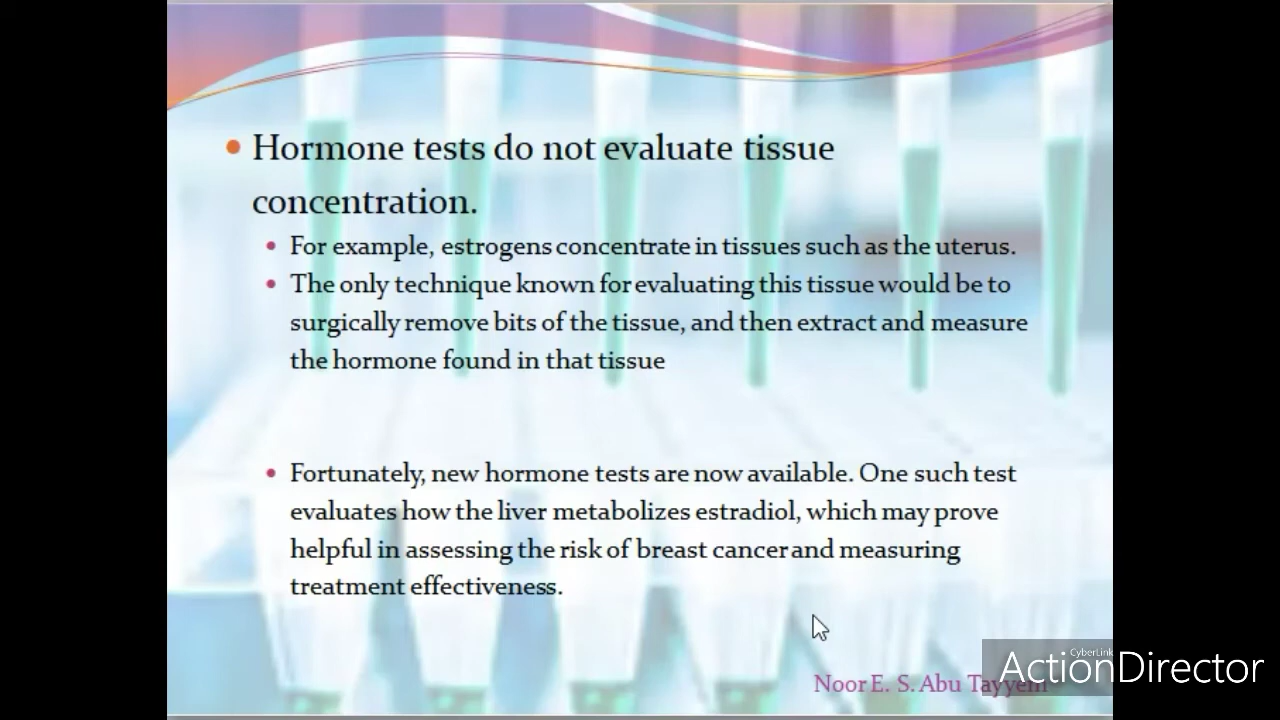 Hormone tests do not evaluate tissue
concentration.
For example, estrogens concentrate in tissues such as the uterus.
The only technique known for evaluating this tissue would be to
surgically remove bits of the tissue, and then extract and measure
the hormone found in that tissue
Fortunately, new hormone tests are now available. One such test
evaluates how the liver metabolizes estradiol, which may prove
helpful in assessing the risk of breast cancer and measuring
treatment effectiveness.
Noor E. S. Abu Tayyem
CyberLink
ActionDirector